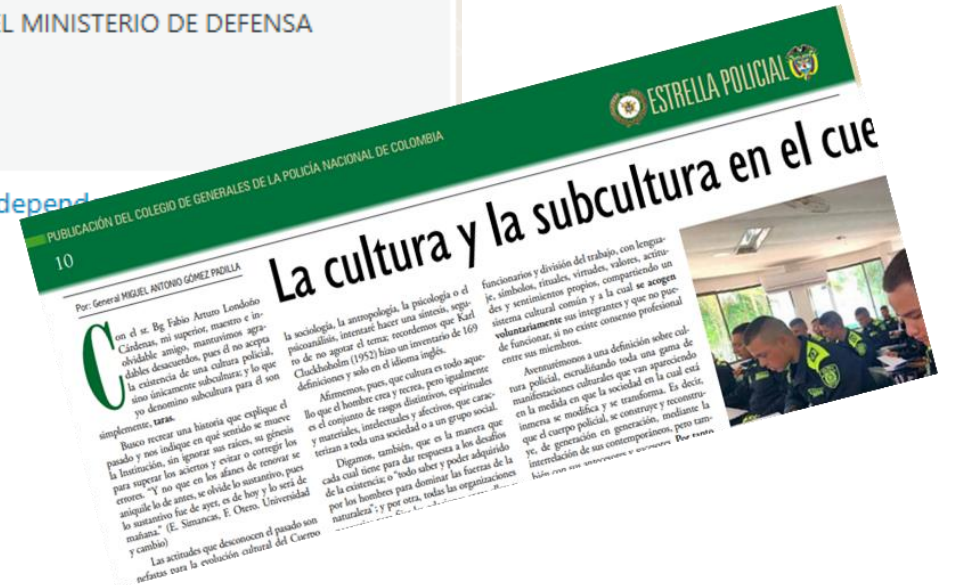 EL MINISTERIO DE DEFENSA
depend
PUBLICACIÓN DEL COLEGIO DE GENERALES DE LA POLICÍA NACIONAL DE COLOMBIA
ESTRELLA POLICIAL
10
Por: General MIGUEL ANTONIO GÓMEZ PADILLA
La cultura y la subcultura en el cue
Con el sr. Bg Fabio Arturo Londoño
Cárdenas, mi superior, maestro e in-
olvidable amigo, mantuvimos agra-
dables desacuerdos, pues él no acepta
la existencia de una cultura policial,
sino únicamente subcultura; y lo que
yo denomino subcultura para él son
simplemente, taras.
Busco recrear una historia que explique el
pasado y nos indique en qué sentido se mueve
la Institución, sin ignorar sus raíces, su génesis
para superar los aciertos y evitar o corregir los
errores. "Y no que en los afanes de renovar se
aniquile lo de antes, se olvide lo sustantivo, pues
lo sustantivo fue de ayer, es de hoy y lo será de
mañana." (E. Simancas, F. Otero. Universidad
y cambio)
Las actitudes que desconocen el pasado son
nefastas para la evolución cultural del Cuerpo
la sociología, la antropología, la psicología o el
psicoanálisis, intentaré hacer una síntesis, segu-
ro de no agotar el tema; recordemos que Karl
Cluckhoholm (1952) hizo un inventario de 169
definiciones y solo en el idioma inglés.
Afirmemos, pues, que cultura es todo aque-
llo que el hombre crea y recrea, pero igualmente
es el conjunto de rasgos distintivos, espirituales
y materiales, intelectuales y afectivos, que carac-
terizan a toda una sociedad o a un grupo social.
Digamos, también, que es la manera que
cada cual tiene para dar respuesta a los desafíos
de la existencia; o "todo saber y poder adquirido
por los hombres para dominar las fuerzas de la
naturaleza"; y por otra, todas las organizaciones
funcionarios y división del trabajo, con lengua-
je, símbolos, rituales, virtudes, valores, actitu-
des y sentimientos propios, compartiendo un
sistema cultural común y a la cual se acogen
voluntariamente sus integrantes y que no pue-
de funcionar, si no existe consenso profesional
entre sus miembros.
Aventurémonos a una definición sobre cul-
tura policial, escrudiñando toda una gama de
manifestaciones culturales que van apareciendo
en la medida en que la sociedad en la cual está
inmersa se modifica y se transforma. Es decir,
que el cuerpo policial, se construye y reconstru-
ye, de generación en generación, mediante la
interrelación de sus contemporáneos, pero tam-
bién con sus antecesores y sucesores. Por tanto